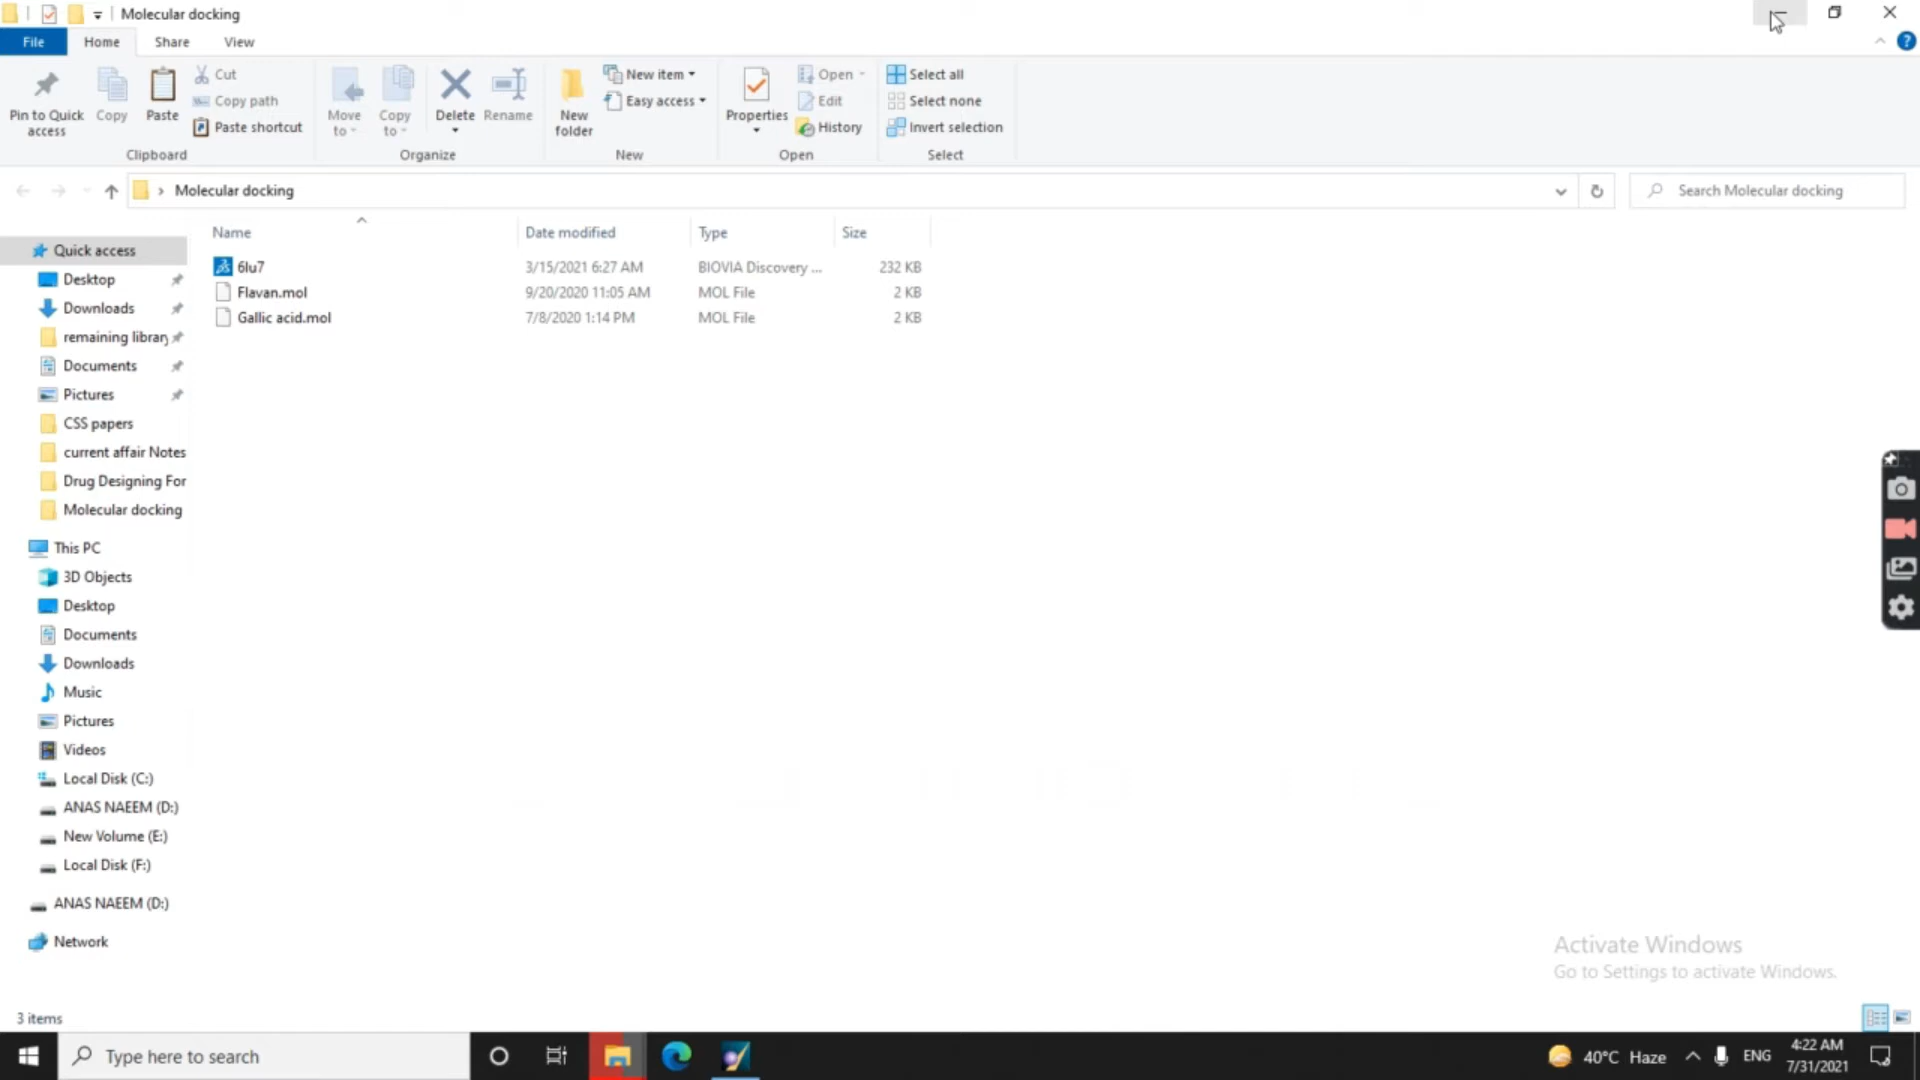 Molecular docking
File
Home
Share
View
Pin to Quick
access
Copy
Paste
Cut
Copy path
Paste shortcut
Clipboard
Move
to
Copy
to
Delete
Rename
Organize
New
folder
New item
Easy access
New
Properties
Open
Edit
History
Open
Select all
Select none
Invert selection
Select
Molecular docking
Search Molecular docking
Name
Date modified
Type
Size
6lu7
3/15/2021 6:27 AM
BIOVIA Discovery ...
232 KB
Flavan.mol
9/20/2020 11:05 AM
MOL File
2 KB
Gallic acid.mol
7/8/2020 1:14 PM
MOL File
2 KB
Quick access
Desktop
Downloads
remaining library
Documents
Pictures
CSS papers
current affair Notes
Drug Designing For
Molecular docking
This PC
3D Objects
Desktop
Documents
Downloads
Music
Pictures
Videos
Local Disk (C:)
ANAS NAEEM (D:)
New Volume (E:)
Local Disk (F:)
ANAS NAEEM (D:)
Network
Activate Windows
Go to Settings to activate Windows.
3 items
Type here to search
40°C Haze
ENG
4:22 AM
7/31/2021